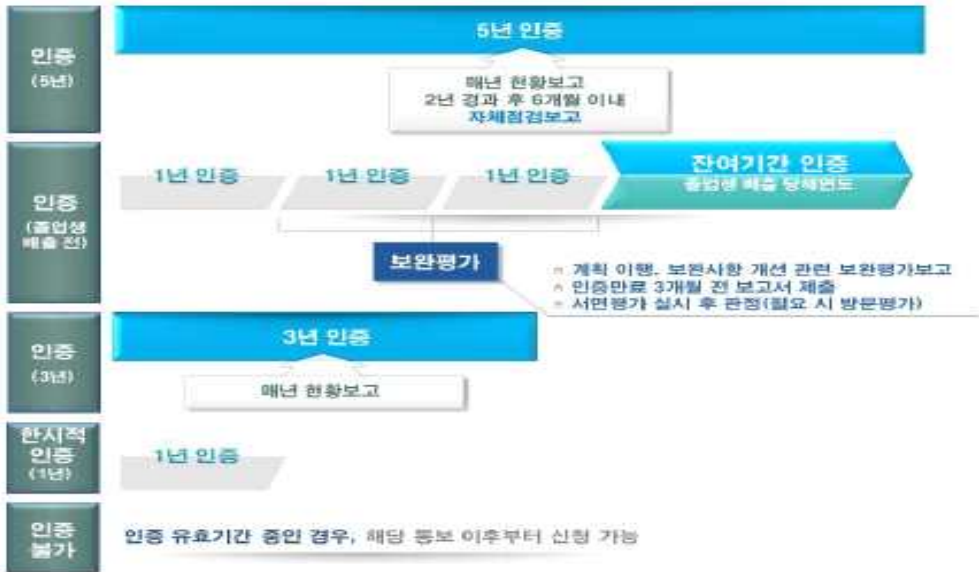 인증
(5년)
5년 인증
매년 현황보고
2년 경과 후 6개월 이내
자체점검보고
인증
(졸업생
배출 전)
1년 인증
1년 인증
1년 인증
잔여기간 인증
졸업생 배출 당해연도
보완평가
계획 이행, 보완사항 개선 관련 보완평가보고
인증만료 3개월 전 보고서 제출
서면평가 실시 후 판정(필요 시 방문평가)
인증
(3년)
3년 인증
매년 현황보고
한시적
인증
(1년)
1년 인증
인증
불가
인증 유효기간 중인 경우, 해당 통보 이후부터 신청 가능